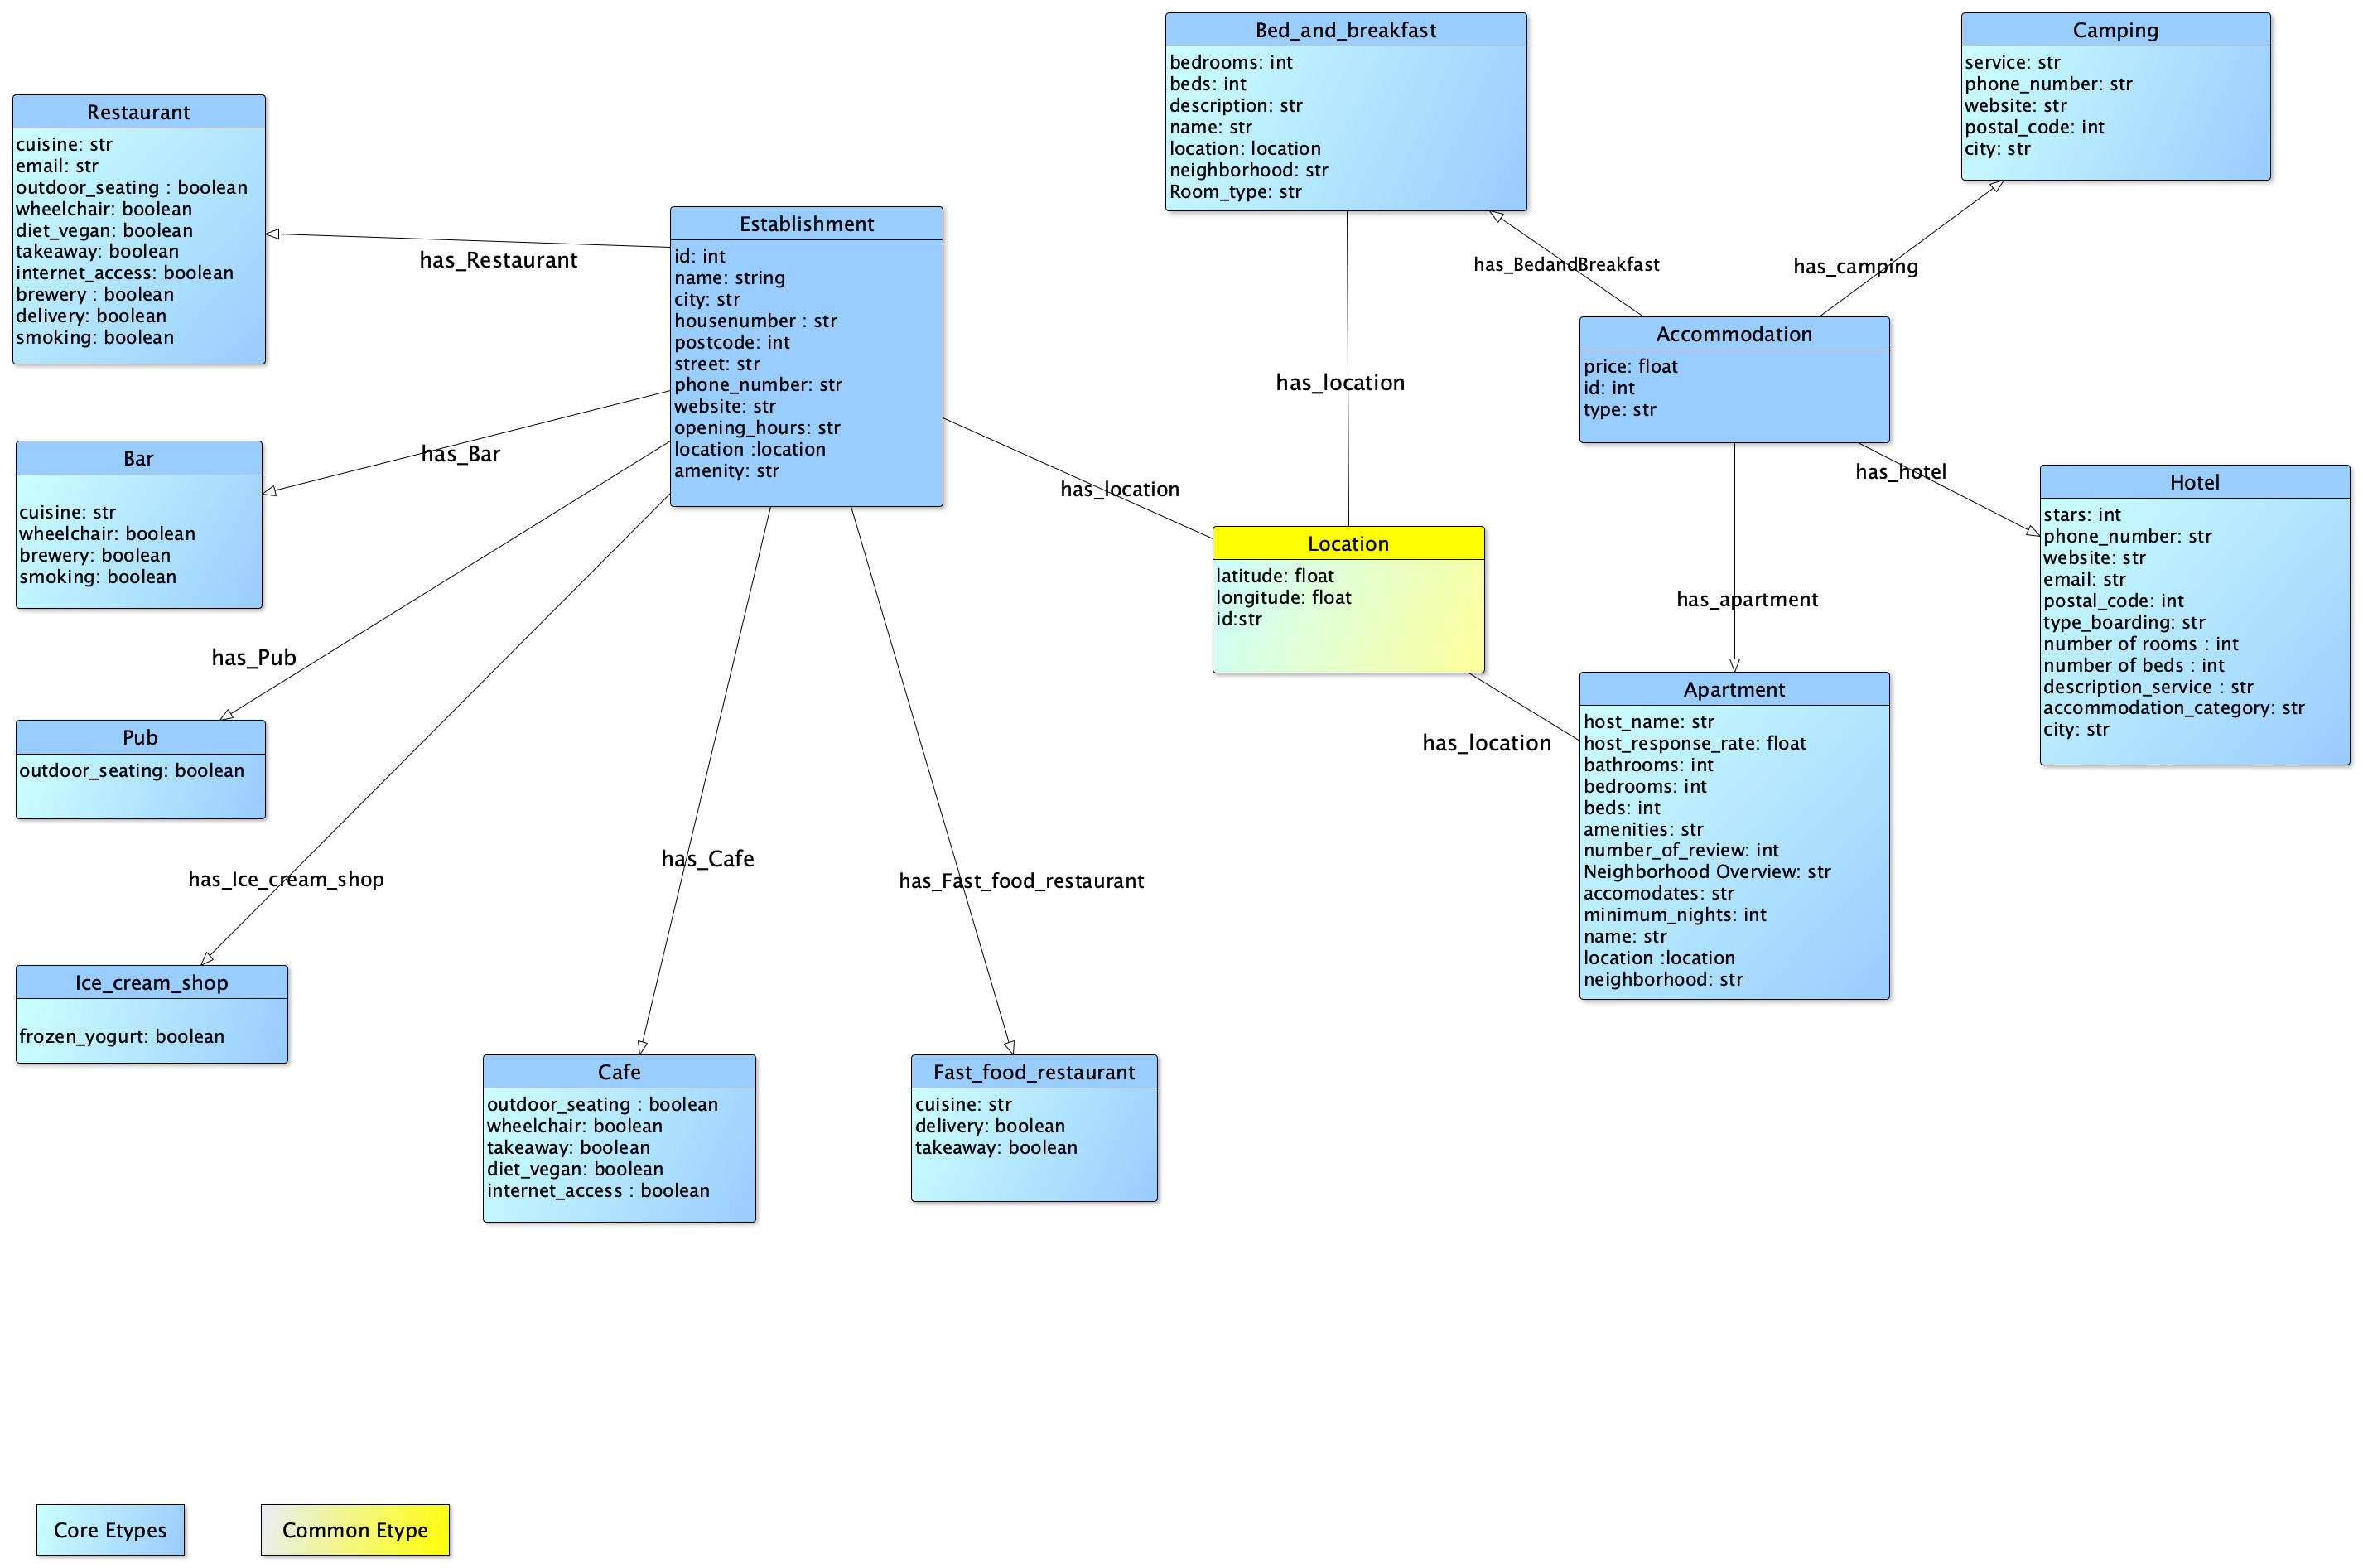 Bed_and_breakfast
bedrooms: int
beds: int
description: str
name: str
location: location
neighborhood: str
Room_type: str
Camping
service: str
phone_number: str
website: str
postal_code: int
city: str
Restaurant
cuisine: str
email: str
outdoor_seating : boolean
wheelchair: boolean
diet_vegan: boolean
takeaway: boolean
internet_access: boolean
brewery : boolean
delivery: boolean
smoking: boolean
has_Restaurant
Establishment
id: int
name: string
city: str
housenumber : str
postcode: int
street: str
phone_number: str
website: str
opening_hours: str
location :location
amenity: str
has_BedandBreakfast
has_camping
Accommodation
price: float
id: int
type: str
has_location
has_Bar
Bar
cuisine: str
wheelchair: boolean
brewery: boolean
smoking: boolean
has_location
has_hotel
Hotel
stars: int
phone_number: str
website: str
email: str
postal_code: int
type_boarding: str
number of rooms : int
number of beds : int
description_service : str
accommodation_category: str
city: str
Location
latitude: float
longitude: float
id:str
has_apartment
has_Pub
Pub
outdoor_seating: boolean
has_location
Apartment
host_name: str
host_response_rate: float
bathrooms: int
bedrooms: int
beds: int
amenities: str
number_of_review: int
Neighborhood Overview: str
accomodates: str
minimum_nights: int
name: str
location :location
neighborhood: str
has_Ice_cream_shop
has_Cafe
has_Fast_food_restaurant
Ice_cream_shop
frozen_yogurt: boolean
Cafe
outdoor_seating : boolean
wheelchair: boolean
takeaway: boolean
diet_vegan: boolean
internet_access : boolean
Fast_food_restaurant
cuisine: str
delivery: boolean
takeaway: boolean
Core Etypes
Common Etype